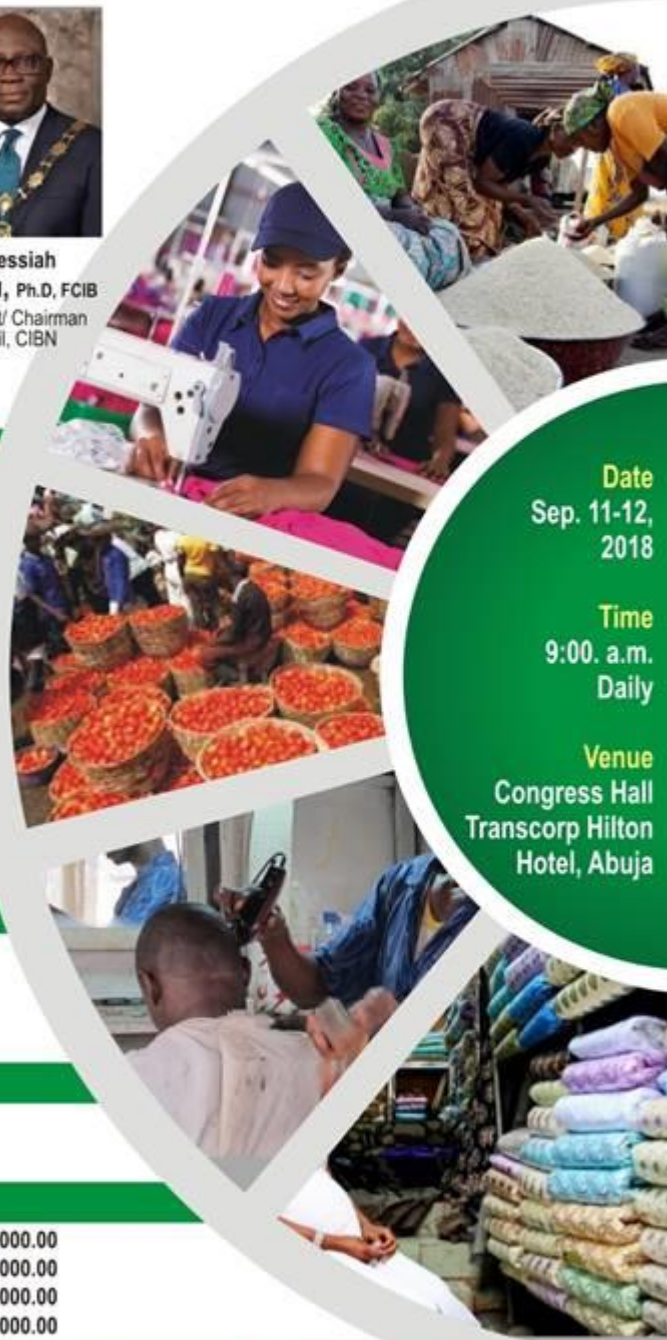 essiah
Ph.D, FCIB
t/ Chairman
il, CIBN
Date
Sep. 11-12,
2018
Time
9:00. a.m.
Daily
Venue
Congress Hall
Transcorp Hilton
Hotel, Abuja
000.00
000.00
000.00
000.00